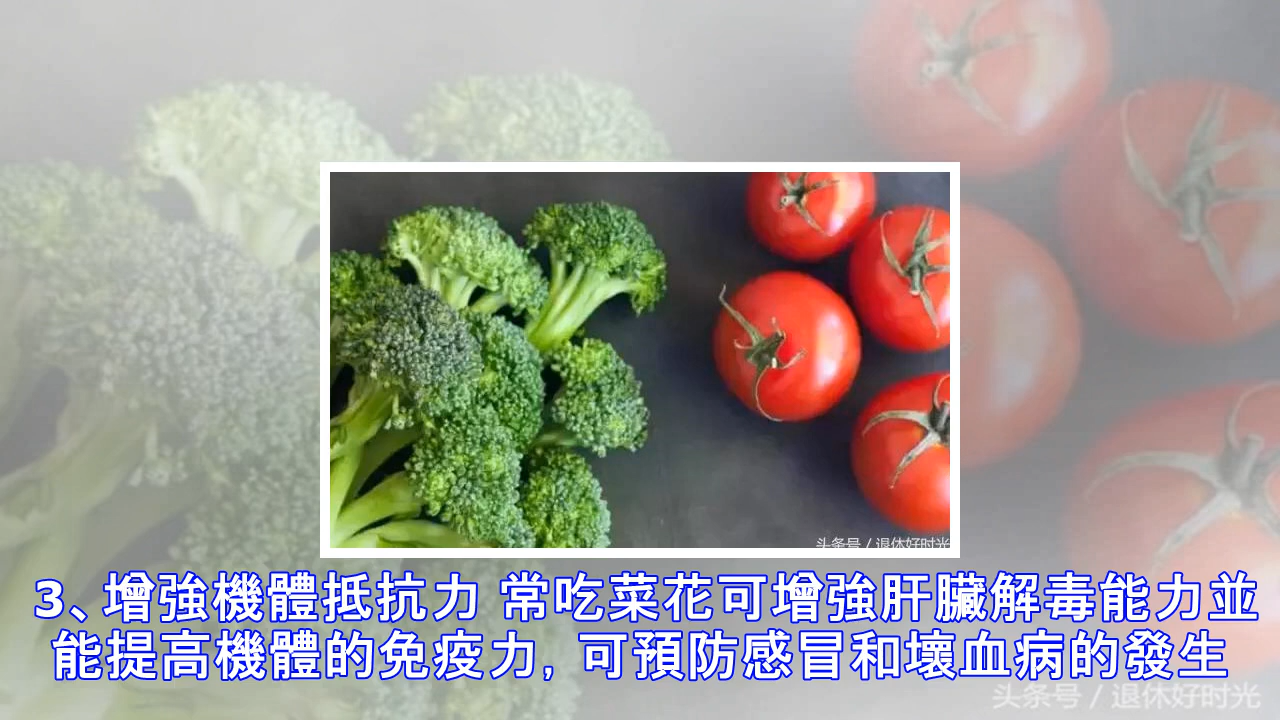 头条号 / 退休好时光
3、增強機體抵抗力 常吃菜花可增強肝臟解毒能力並
能提高機體的免疫力, 可預防感冒和壞血病的發生
头条号 / 退休好时光